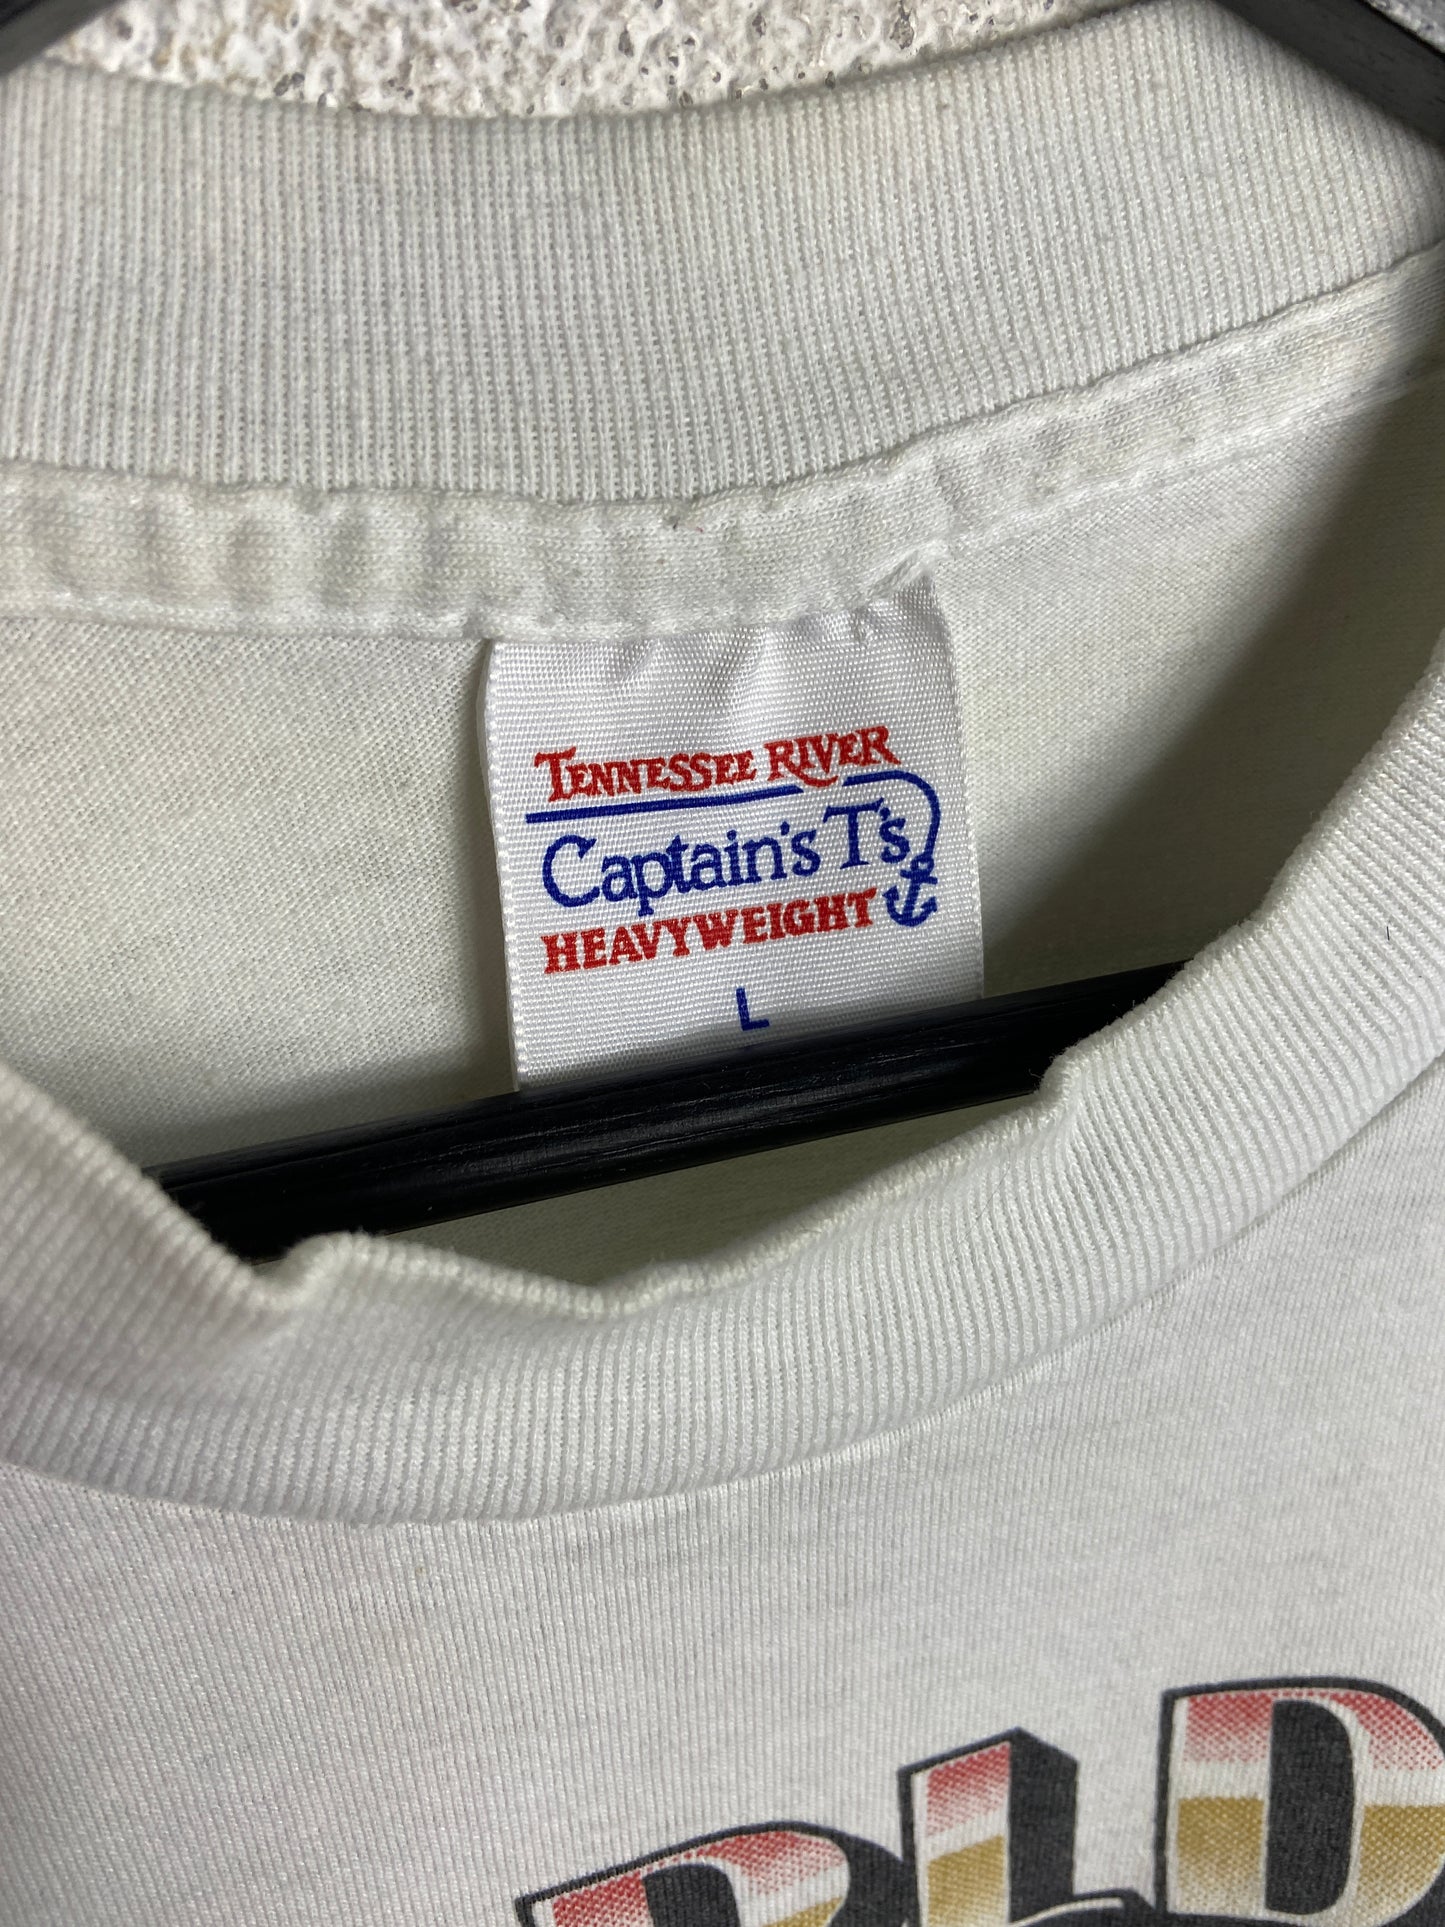 TENNESSEE RIVER
Captain's T's
HEAVYWEIGHT
L